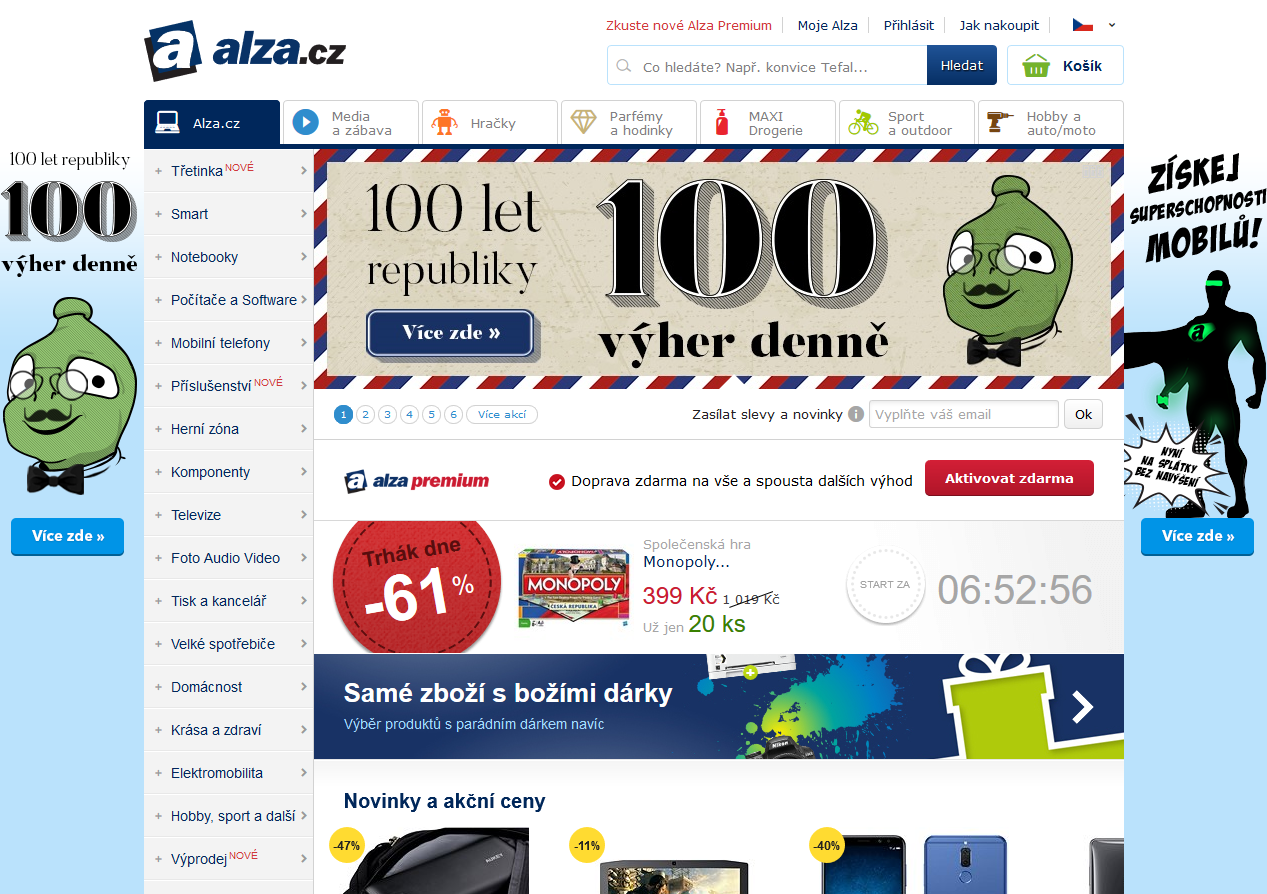 alza.cz
Zkuste nové Alza Premium
Moje Alza
Přihlásit
Jak nakoupit
Co hledáte? Např. konvice Tefal...
Hledat
Košík
Alza.cz
Media
a zábava
Hračky
Parfémy
a hodinky
MAXI
Drogerie
Sport
a outdoor
Hobby a
auto/moto
100 let republiky
100
výher denně
Více zde »
Třetinka NOVÉ
Smart
Notebooky
Počítače a Software
Mobilní telefony
Příslušenství NOVÉ
Herní zóna
Komponenty
Televize
Foto Audio Video
Tisk a kancelář
Velké spotřebiče
Domácnost
Krása a zdraví
Elektromobilita
Hobby, sport a další
Výprodej NOVÉ
100 let
republiky
Více zde »
100
výher denně
1 2 3 4 5 6 Více akcí
Zasílat slevy a novinky
Vyplňte váš email
Ok
alza premium
Doprava zdarma na vše a spousta dalších výhod
Aktivovat zdarma
Trhák dne
-61%
MONOPOLY
ČESKÁ REPUBLIKA
Společenská hra
Monopoly...
399 Kč 1 019 Kč
Už jen 20 ks
START ZA
06:52:56
Samé zboží s božími dárky
Výběr produktů s parádním dárkem navíc
Nikon
Novinky a akční ceny
-47%
AUKEY
-11%
-40%
ZÍSKEJ
SUPERSCHOPNOSTI
MOBILŮ!
NYNÍ
NA SPLÁTKY
BEZ NAVÝŠENÍ
Více zde »